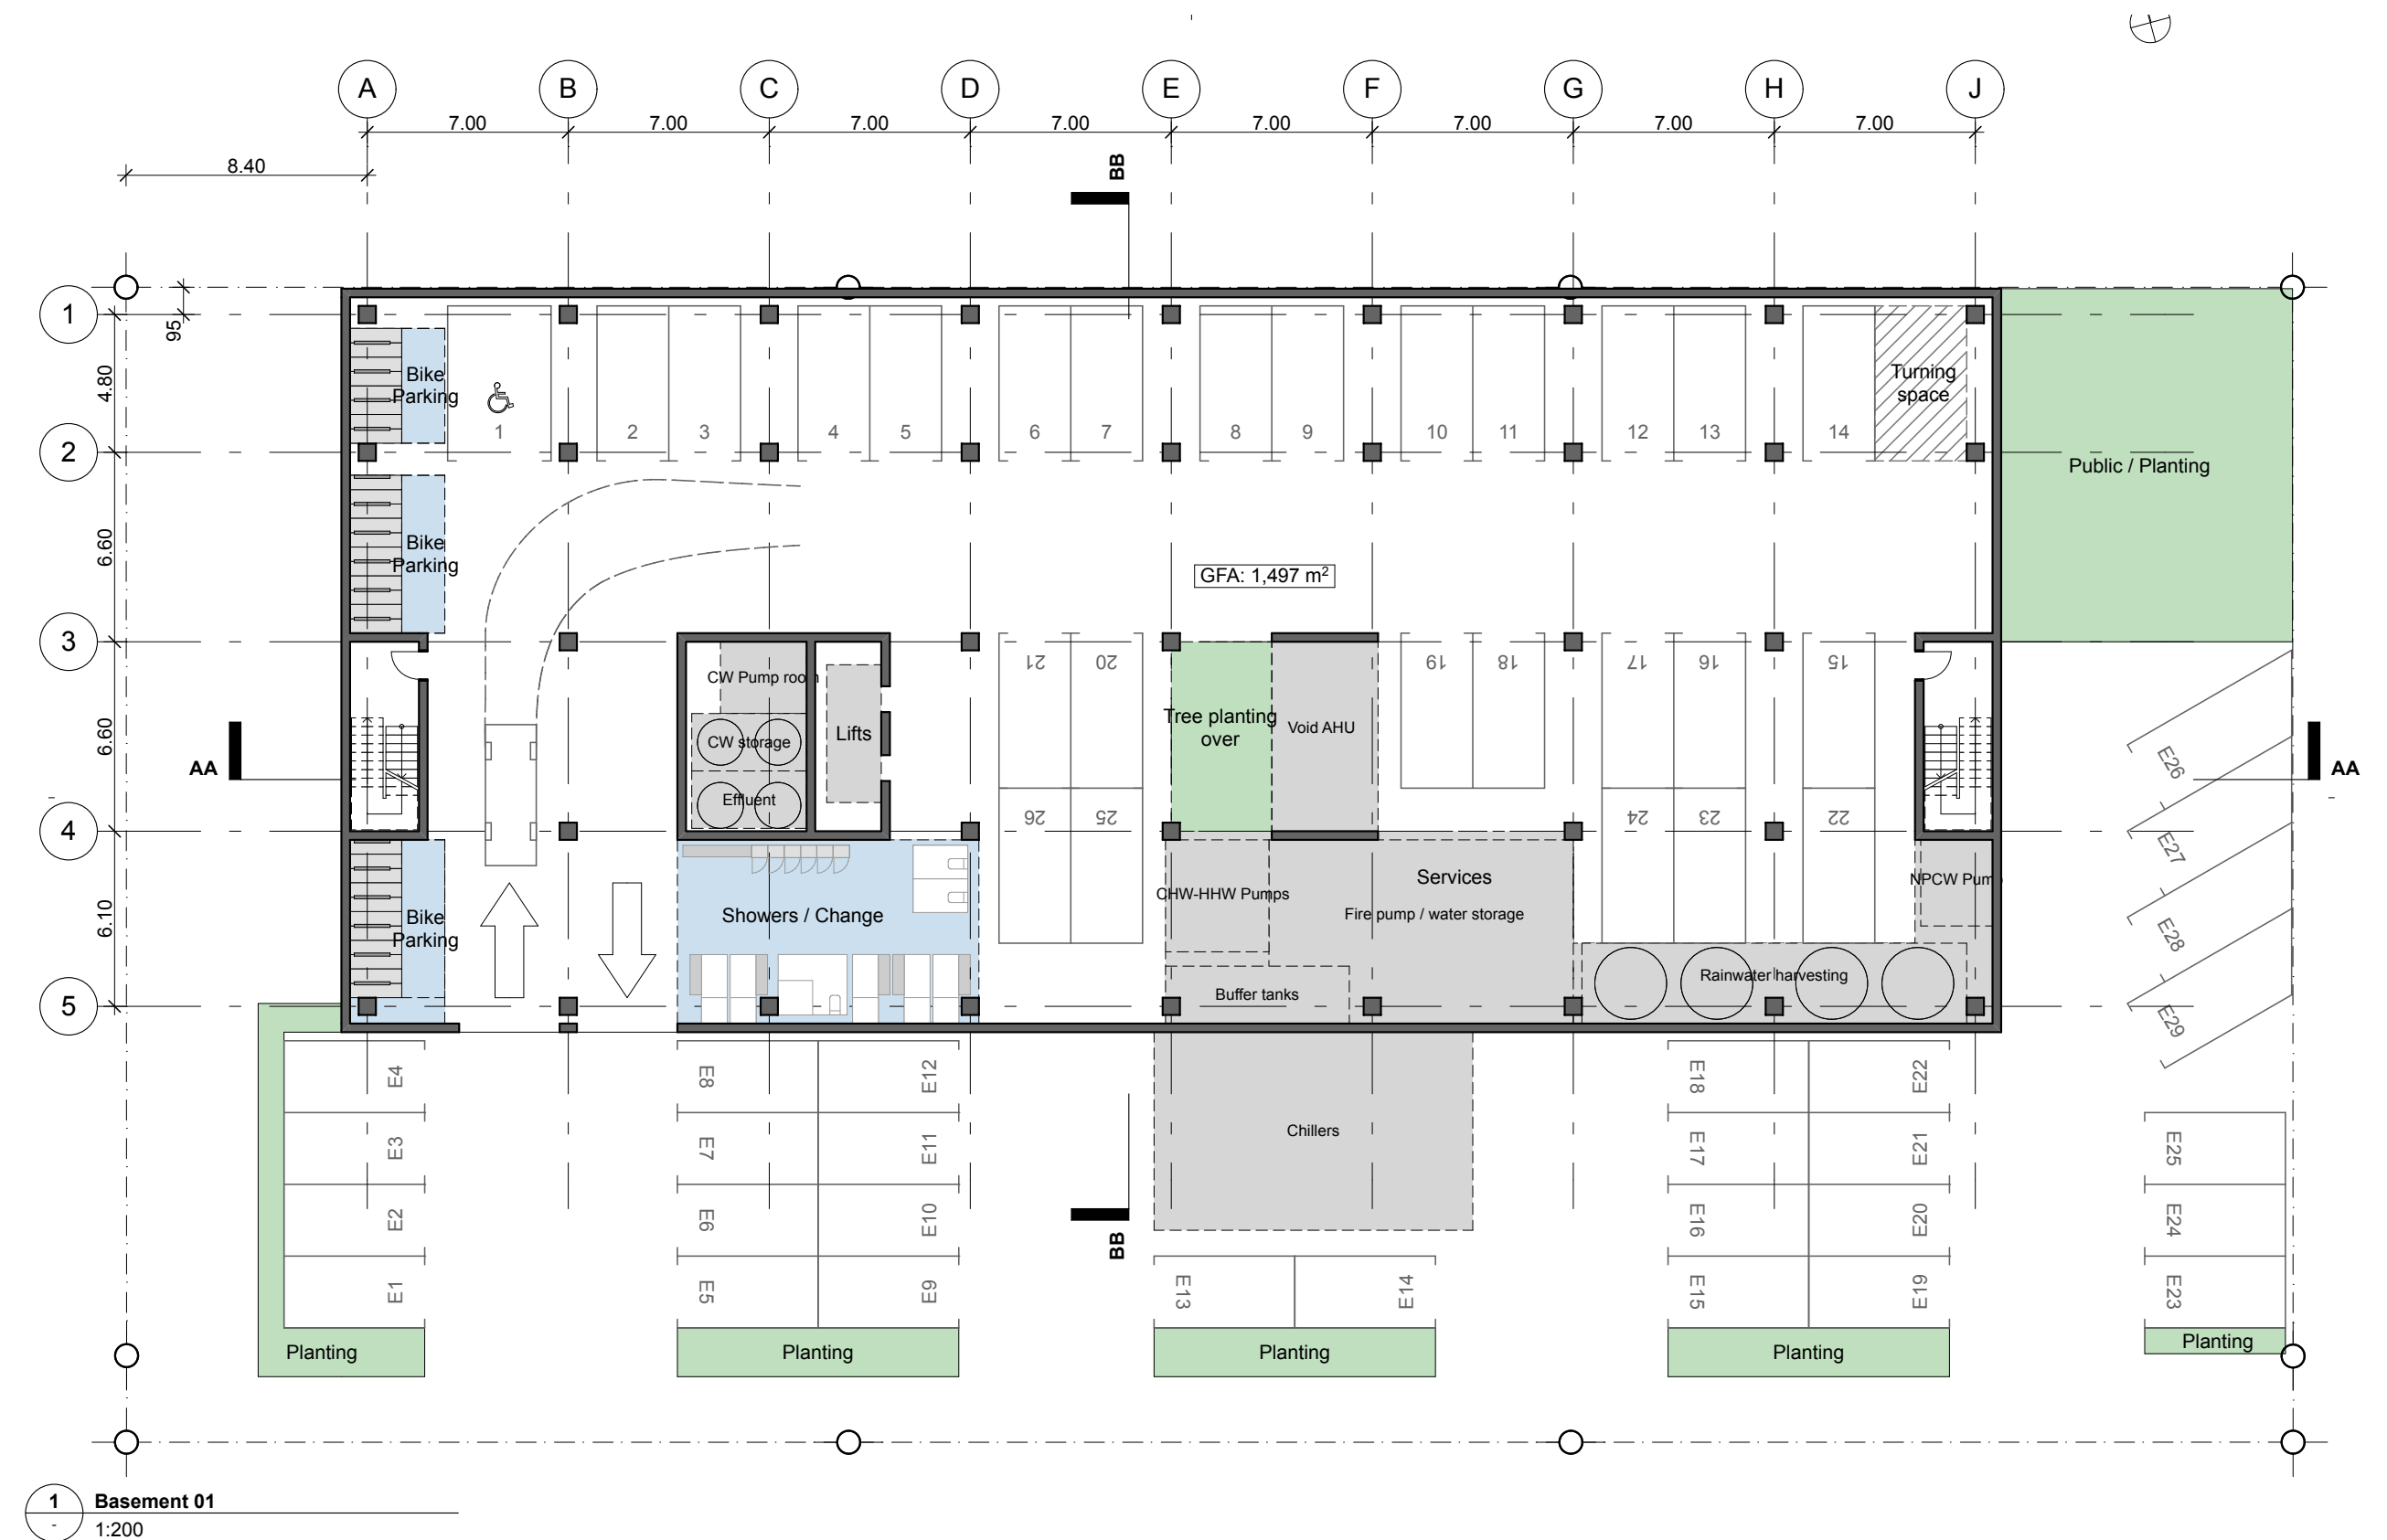 A B C D E F G H J
7.00 7.00 7.00 7.00 7.00 7.00 7.00 7.00
8.40
BB
1
95
4.80
Bike
Parking
Turning
space
1 2 3 4 5 6 7 8 9 10 11 12 13 14
2
Public / Planting
6.60
Bike
Parking
GFA: 1,497 m²
3
21 20 19 18 17 16 15
CW Pump room
Tree planting
over
Void AHU
Lifts
CW storage
6.60
AA
AA
E26
Effluent
4
26 25 24 23 22
E27
Services
CHW-HHW Pumps
NPCW Pump
6.10
Bike
Parking
Showers / Change
Fire pump / water storage
E28
Rainwater harvesting
Buffer tanks
5
E29
E4 E8 E12 E18 E22
Chillers
E3 E7 E11 E17 E21 E25
E2 E6 E10 E16 E20 E24
BB
E1 E5 E9 E13 E14 E15 E19 E23
Planting Planting Planting Planting Planting
1 Basement 01
- 1:200